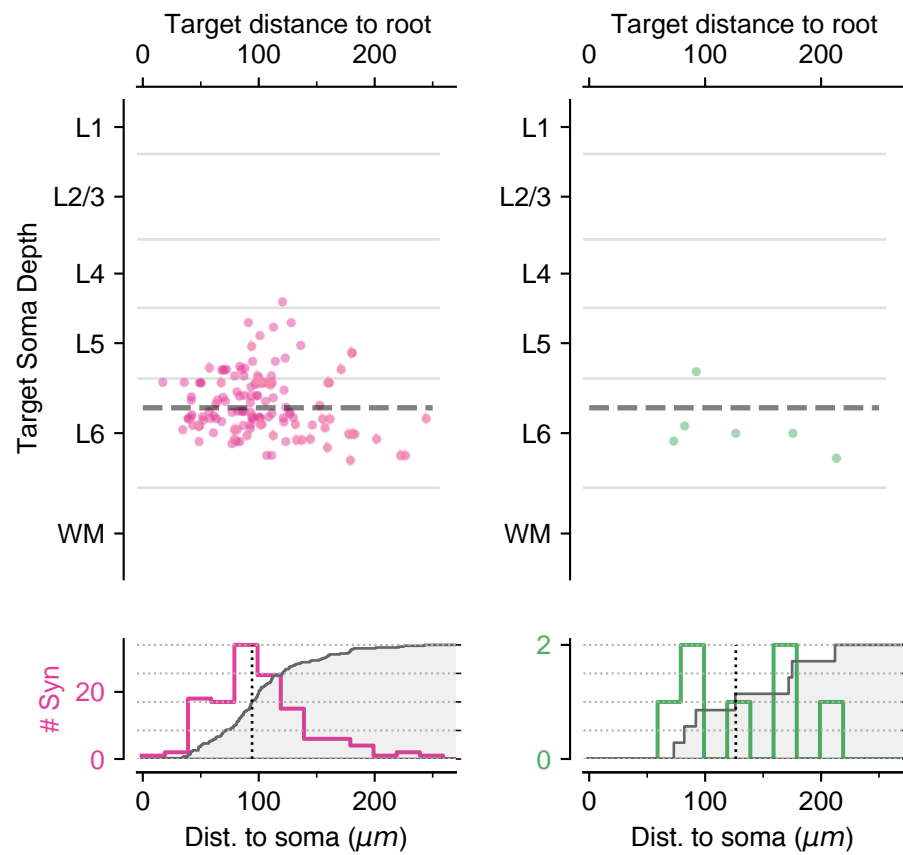 Target distance to root
0 100 200
Target distance to root
0 100 200
Target Soma Depth
L1
L2/3
L4
L5
L6
WM
L1
L2/3
L4
L5
L6
WM
# Syn
20
0
0 100 200
Dist. to soma (μm)
2
0
0 100 200
Dist. to soma (μm)